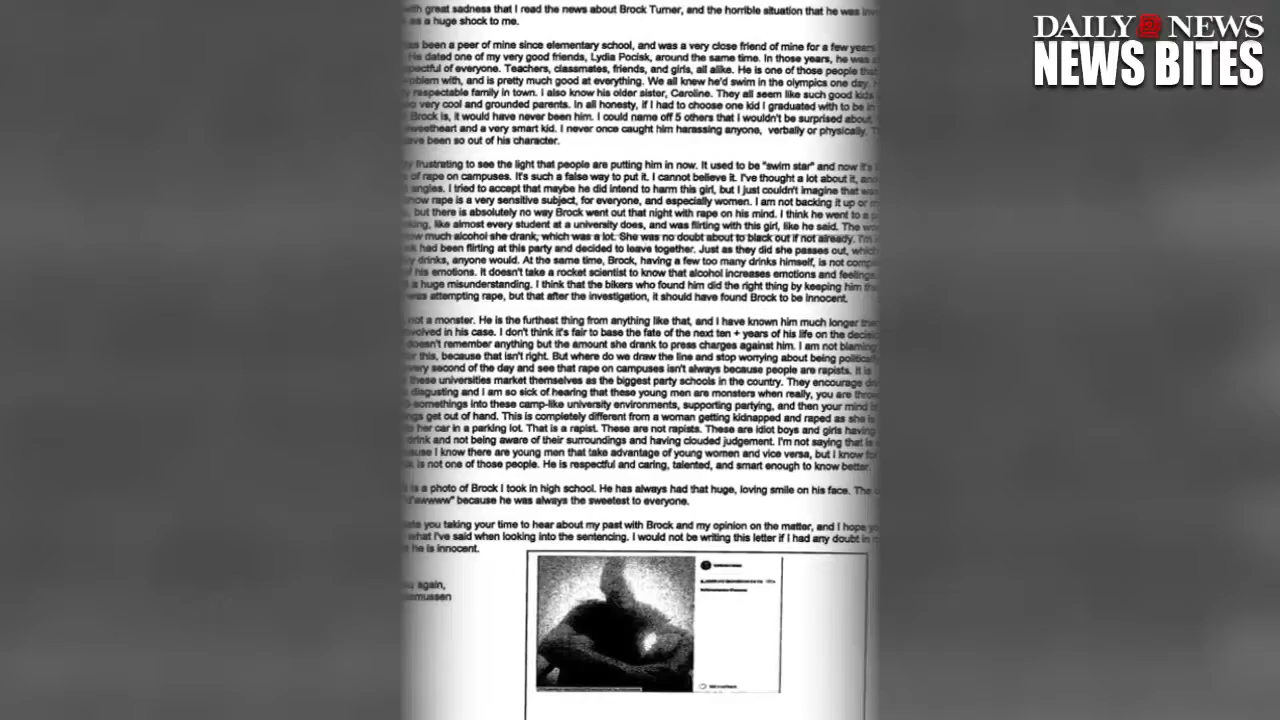 DAILY NEWS
NEWS BITES
with great sadness that I read the news about Brock Turner, and the horrible situation that he was
as a huge shock to me.
has been a peer of mine since elementary school, and was a very close friend of mine for a few years
He dated one of my very good friends, Lydia Pocisk, around the same time. In those years, he was
pectful of everyone. Teachers, classmates, friends, and girls, all alike. He is one of those people that
oblem with, and is pretty much good at everything. We all knew he'd swim in the olympics one day.
y respectable family in town. I also know his older sister, Caroline. They all seem like such good kids
very cool and grounded parents. In all honesty, if I had to choose one kid I graduated with to be in
Brock is, it would have never been him. I could name off 5 others that I wouldn't be surprised about.
sweetheart and a very smart kid. I never once caught him harassing anyone, verbally or physically.
ave been so out of his character.
y frustrating to see the light that people are putting him in now. It used to be "swim star" and now it's
of rape on campuses. It's such a false way to put it. I cannot believe it. I've thought a lot about it, and
angles. I tried to accept that maybe he did intend to harm this girl, but I just couldn't imagine that was
now rape is a very sensitive subject, for everyone, and especially women. I am not backing it up or
, but there is absolutely no way Brock went out that night with rape on his mind. I think he went to a
king, like almost every student at a university does, and was flirting with this girl, like he said. The
ow much alcohol she drank, which was a lot. She was no doubt about to black out if not already. I'm
k had been flirting at this party and decided to leave together. Just as they did she passed out, which
y drinks, anyone would. At the same time, Brock, having a few too many drinks himself, is not
of his emotions. It doesn't take a rocket scientist to know that alcohol increases emotions and feelings.
a huge misunderstanding. I think that the bikers who found him did the right thing by keeping him
was attempting rape, but that after the investigation, it should have found Brock to be innocent.
not a monster. He is the furthest thing from anything like that, and I have known him much longer
nvolved in his case. I don't think it's fair to base the fate of the next ten + years of his life on the
doesn't remember anything but the amount she drank to press charges against him. I am not blaming
or this, because that isn't right. But where do we draw the line and stop worrying about being politically
every second of the day and see that rape on campuses isn't always because people are rapists. It is
these universities market themselves as the biggest party schools in the country. They encourage
disgusting and I am so sick of hearing that these young men are monsters when really, you are
-somethings into these camp-like university environments, supporting partying, and then your mind is
ngs get out of hand. This is completely different from a woman getting kidnapped and raped as she is
to her car in a parking lot. That is a rapist. These are not rapists. These are idiot boys and girls having
drink and not being aware of their surroundings and having clouded judgement. I'm not saying that is
ause I know there are young men that take advantage of young women and vice versa, but I know for
k is not one of those people. He is respectful and caring, talented, and smart enough to know better.
is a photo of Brock I took in high school. He has always had that huge, loving smile on his face. The
"awwww" because he was always the sweetest to everyone.
ate you taking your time to hear about my past with Brock and my opinion on the matter, and I hope
what I've said when looking into the sentencing. I would not be writing this letter if I had any doubt in
t he is innocent.
again,
smussen